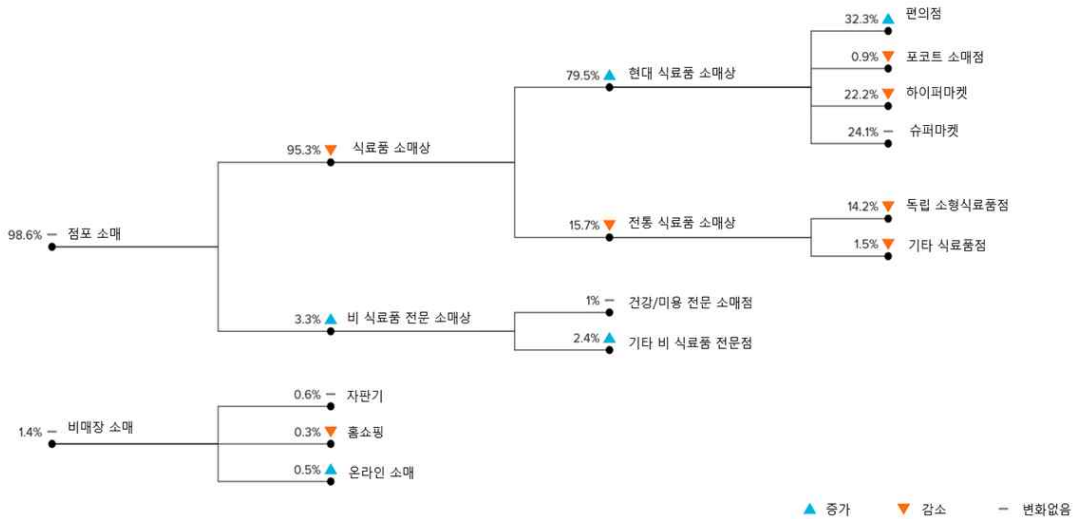 32.3% ▲ 편의점
0.9% ▼ 포코트 소매점
79.5% ▲ 현대 식료품 소매상
22.2% ▼ 하이퍼마켓
24.1% – 슈퍼마켓
95.3% ▼ 식료품 소매상
14.2% ▼ 독립 소형식료품점
15.7% ▼ 전통 식료품 소매상
98.6% – 점포 소매
1.5% ▼ 기타 식료품점
1% – 건강/미용 전문 소매점
3.3% ▲ 비 식료품 전문 소매상
2.4% ▲ 기타 비 식료품 전문점
0.6% – 자판기
1.4% – 비매장 소매
0.3% ▼ 홈쇼핑
0.5% ▲ 온라인 소매
▲ 증가 ▼ 감소 – 변화없음